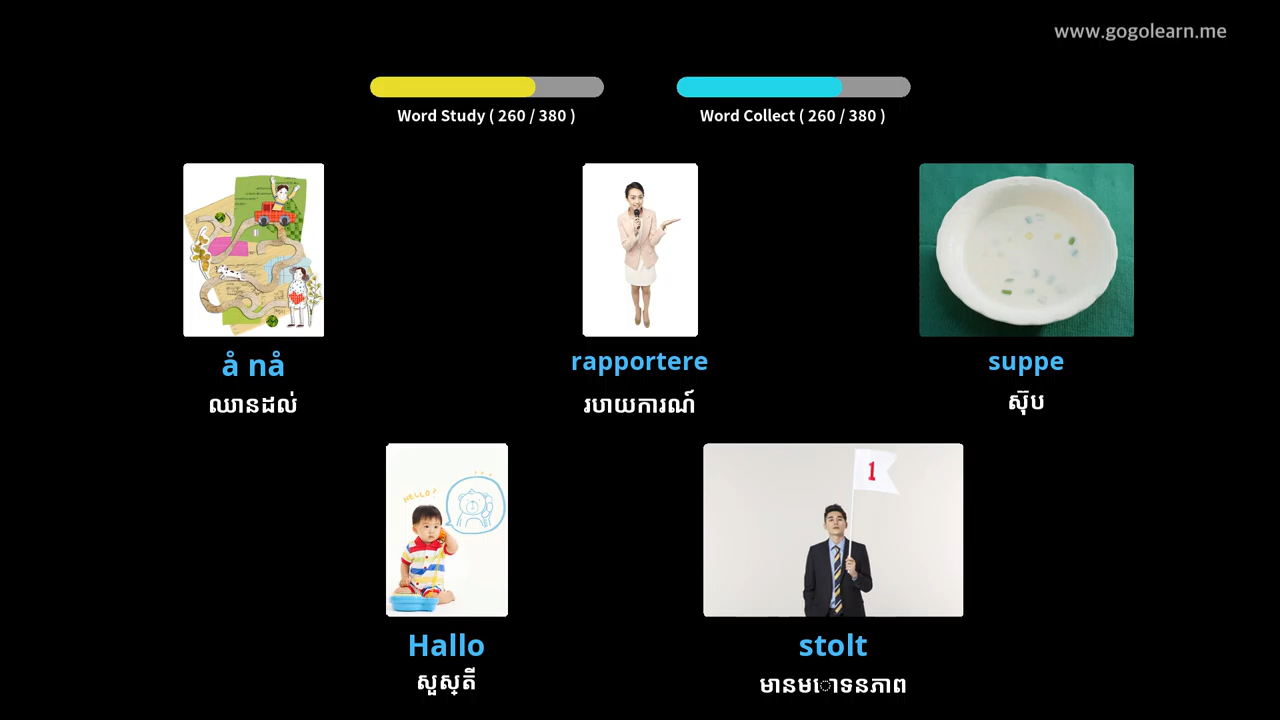 www.gogolearn.me
Word Study ( 260 / 380 )
Word Collect ( 260 / 380 )
å nå
ឈានដល់
rapportere
របាយការណ៍
suppe
ស៊ុប
HELLO?
Hallo
សួស្តី
1
stolt
មានមោទនភាព